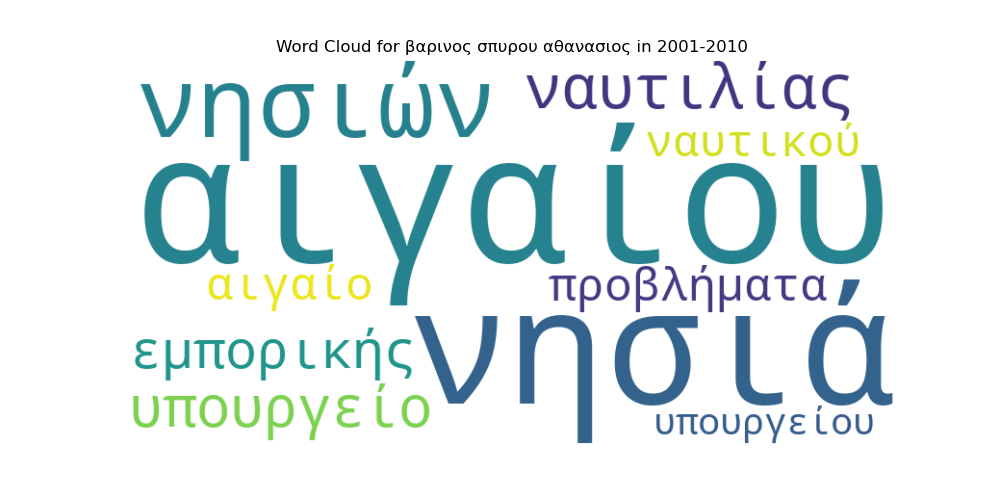 Word Cloud for βαρινος σπυρου αθανασιος in 2001-2010
νησιών ναυτιλίας
ναυτικού
αιγαίου
αιγαίο προβλήματα
εμπορικής νησιά
υπουργείο υπουργείου